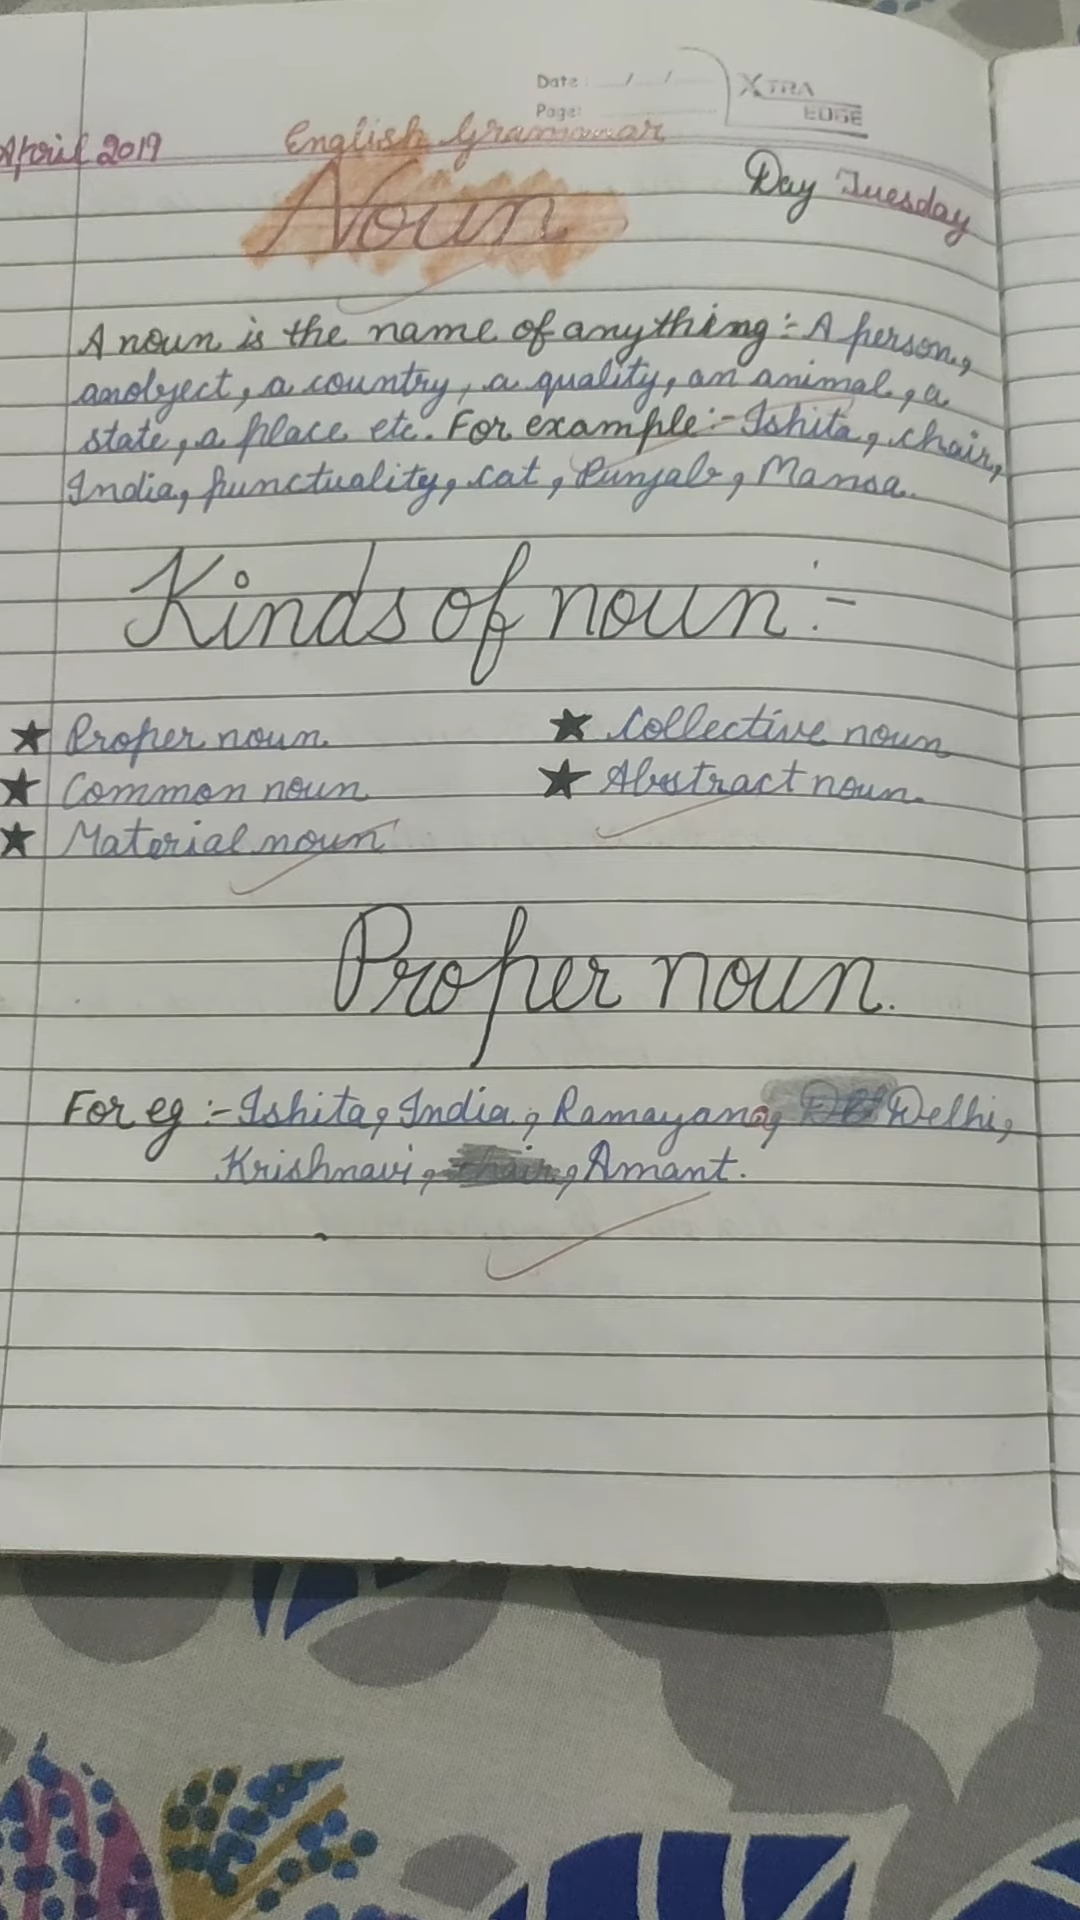 Date: / /
Page:
XTRA EDGE
April 2019
English Grammar
Day Tuesday
Noun
A noun is the name of anything :- A person,
anobject, a country, a quality, an animal, a
state, a place etc. For example :- Ishita, chair,
India, punctuality, cat, Punjab, Mansa.
Kinds of noun :-
★ Proper noun. ★ Collective noun
★ Common noun ★ Abstract noun.
★ Material noun
Proper noun.
For eg :- Ishita, India, Ramayana, Delhi,
Krishnavi, chair, Amant.